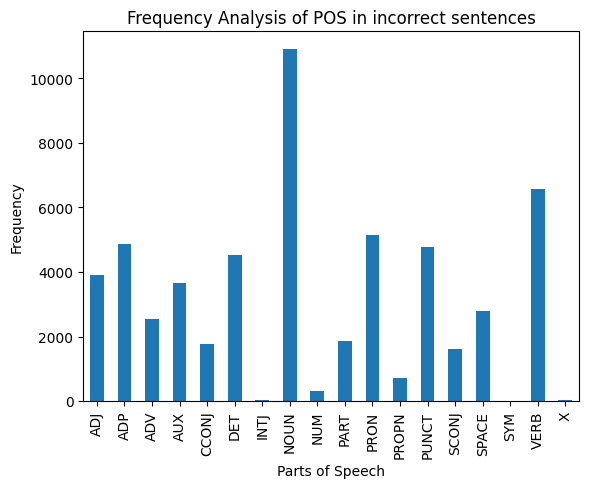 Frequency Analysis of POS in incorrect sentences
10000
8000
6000
4000
2000
0
Frequency
ADJ
ADP
ADV
AUX
CCONJ
DET
INTJ
NOUN
NUM
PART
PRON
PROPN
PUNCT
SCONJ
SPACE
SYM
VERB
X
Parts of Speech